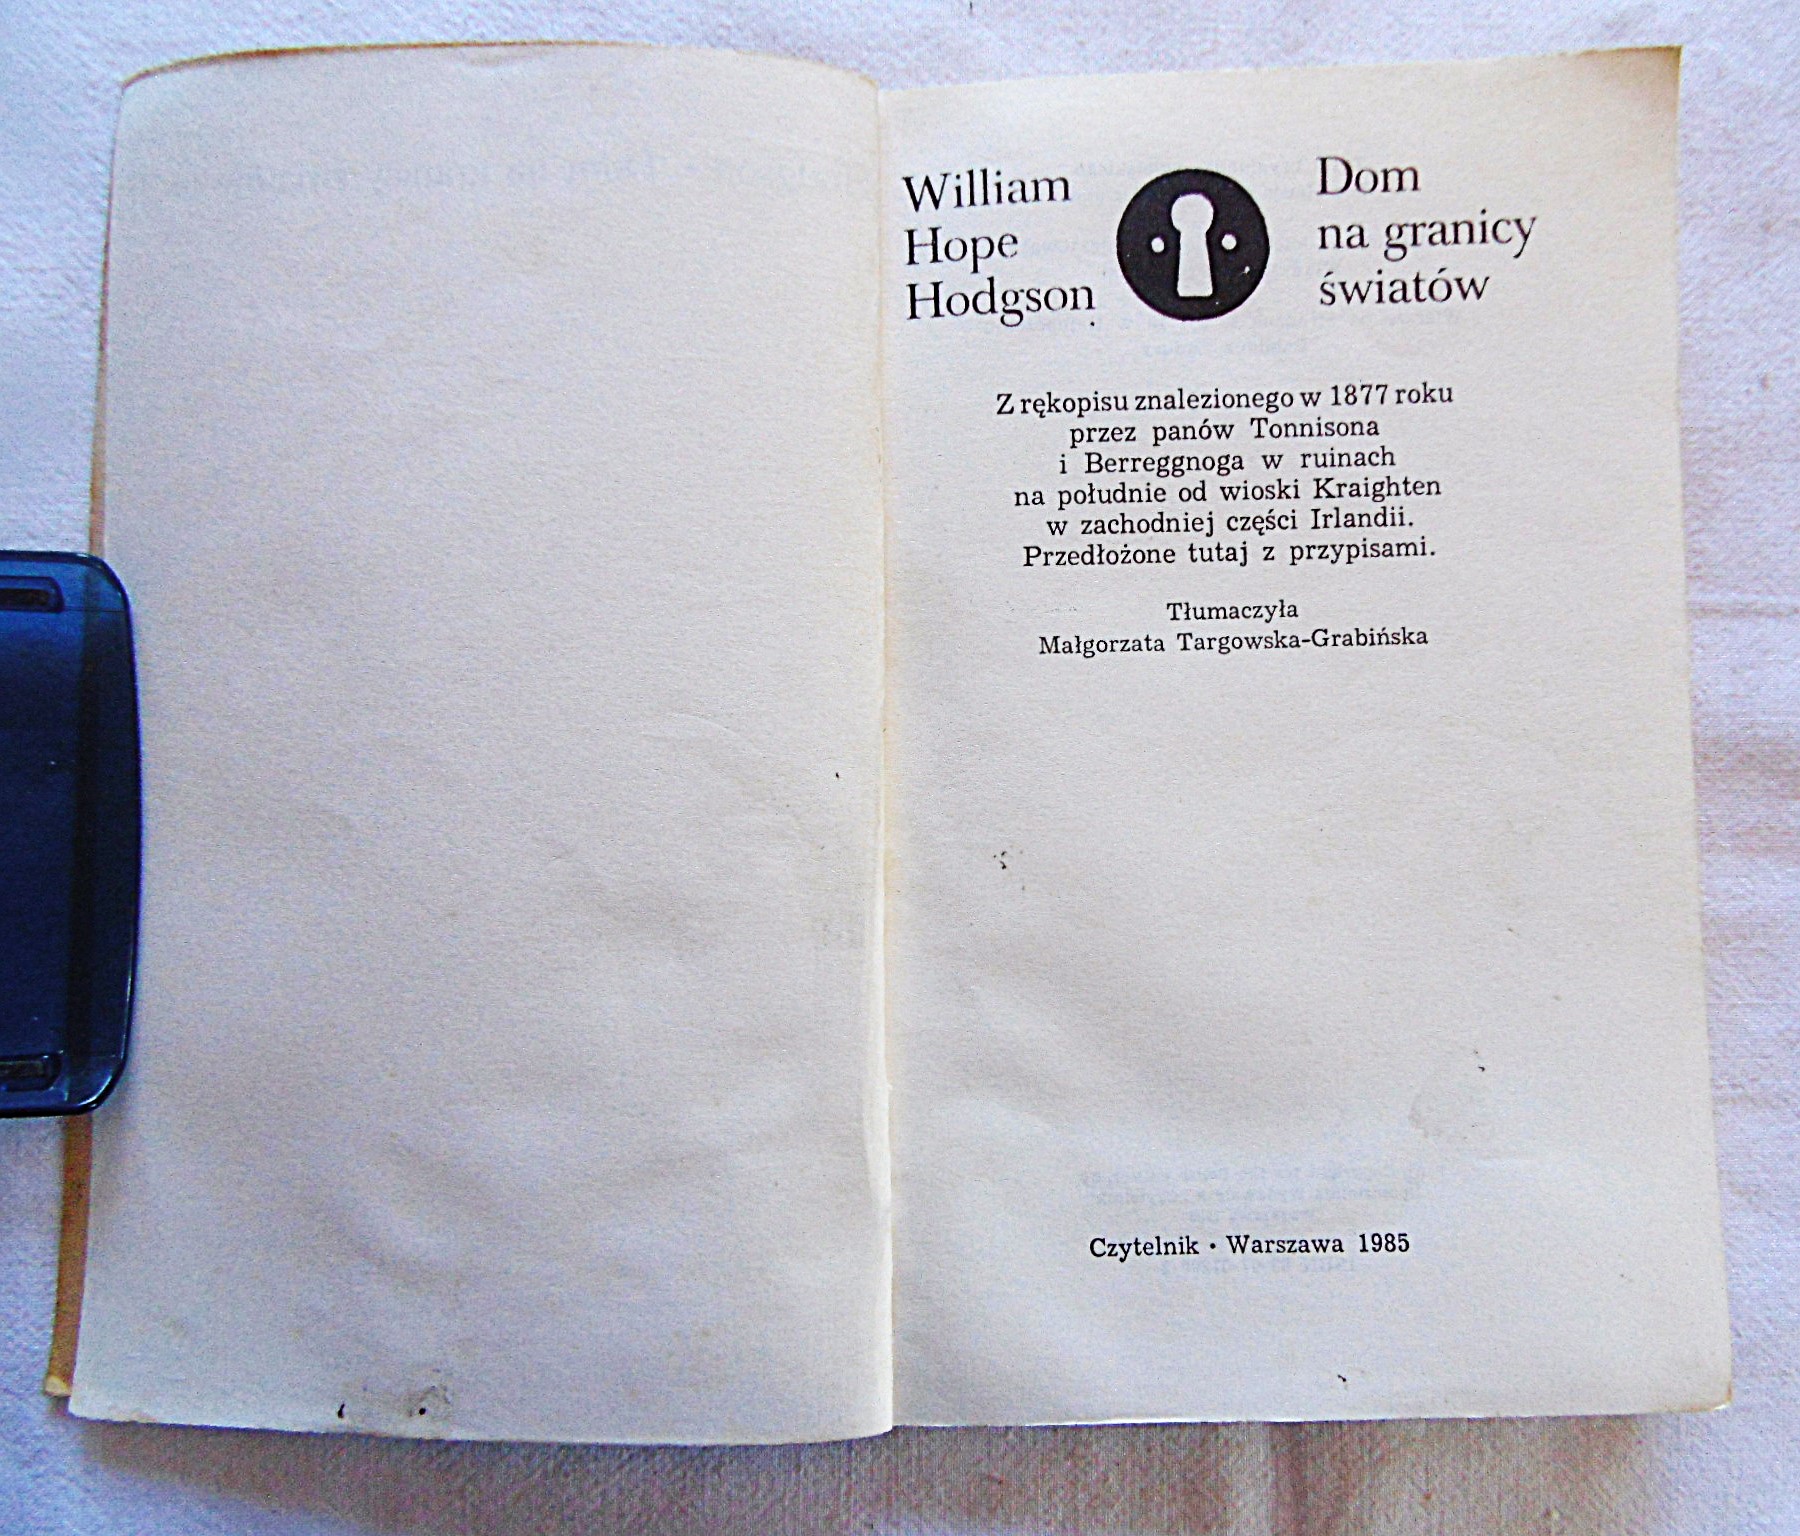 William
Hope
Hodgson
Dom
na granicy
światów
Z rękopisu znalezionego w 1877 roku
przez panów Tonnisona
i Berreggnoga w ruinach
na południe od wioski Kraighten
w zachodniej części Irlandii.
Przedłożone tutaj z przypisami.
Tłumaczyła
Małgorzata Targowska-Grabińska
Czytelnik • Warszawa 1985